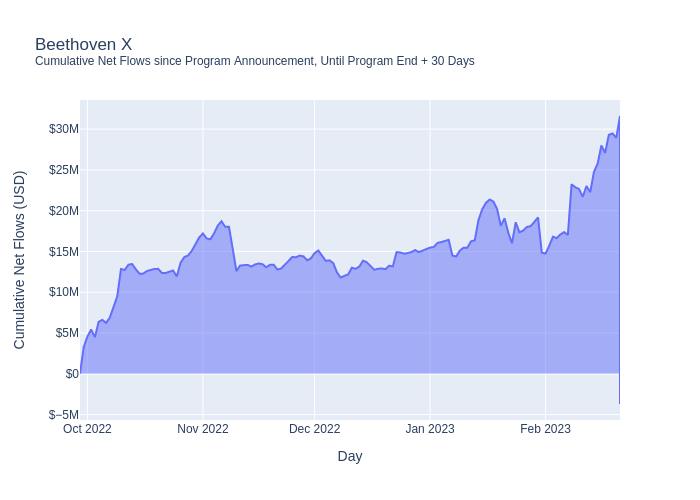 Beethoven X
Cumulative Net Flows since Program Announcement, Until Program End + 30 Days
Cumulative Net Flows (USD)
$30M
$25M
$20M
$15M
$10M
$5M
$0
$−5M
Oct 2022
Nov 2022
Dec 2022
Jan 2023
Feb 2023
Day